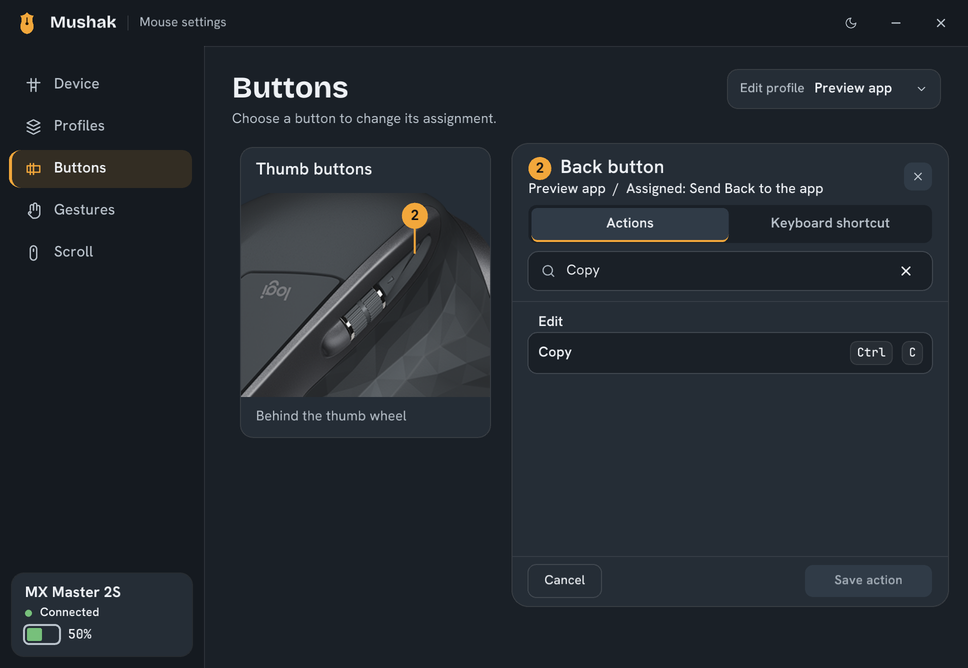 Mushak | Mouse settings
Device
Profiles
Buttons
Gestures
Scroll
MX Master 2S
Connected
50%
Buttons
Choose a button to change its assignment.
Edit profile Preview app
Thumb buttons
2
logi
Behind the thumb wheel
2 Back button
Preview app / Assigned: Send Back to the app
Actions Keyboard shortcut
Copy
Edit
Copy Ctrl C
Cancel Save action